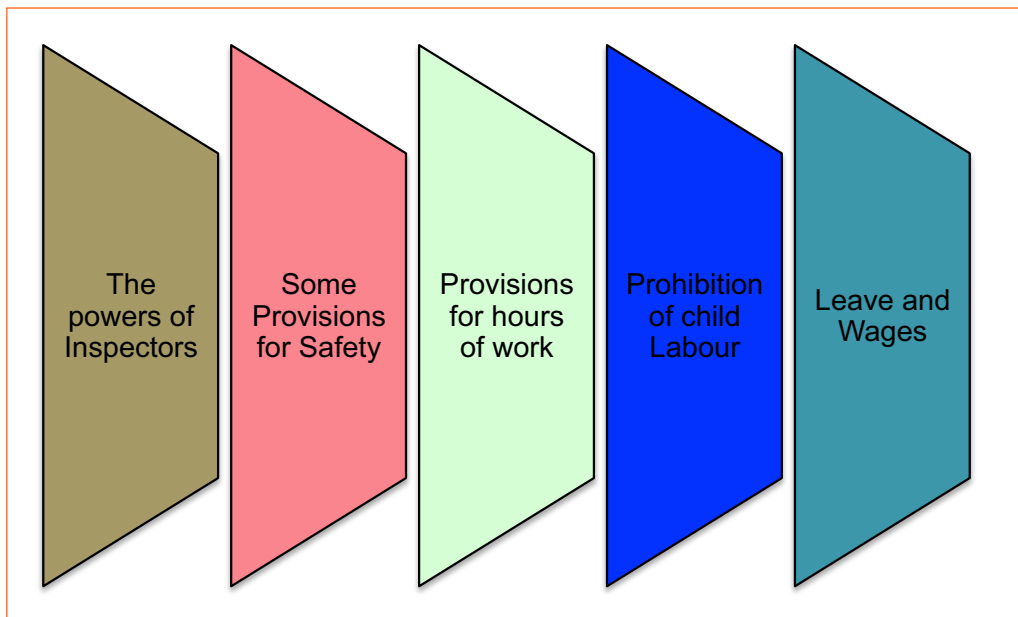 The
powers of
Inspectors
Some
Provisions
for Safety
Provisions
for hours
of work
Prohibition
of child
Labour
Leave and
Wages